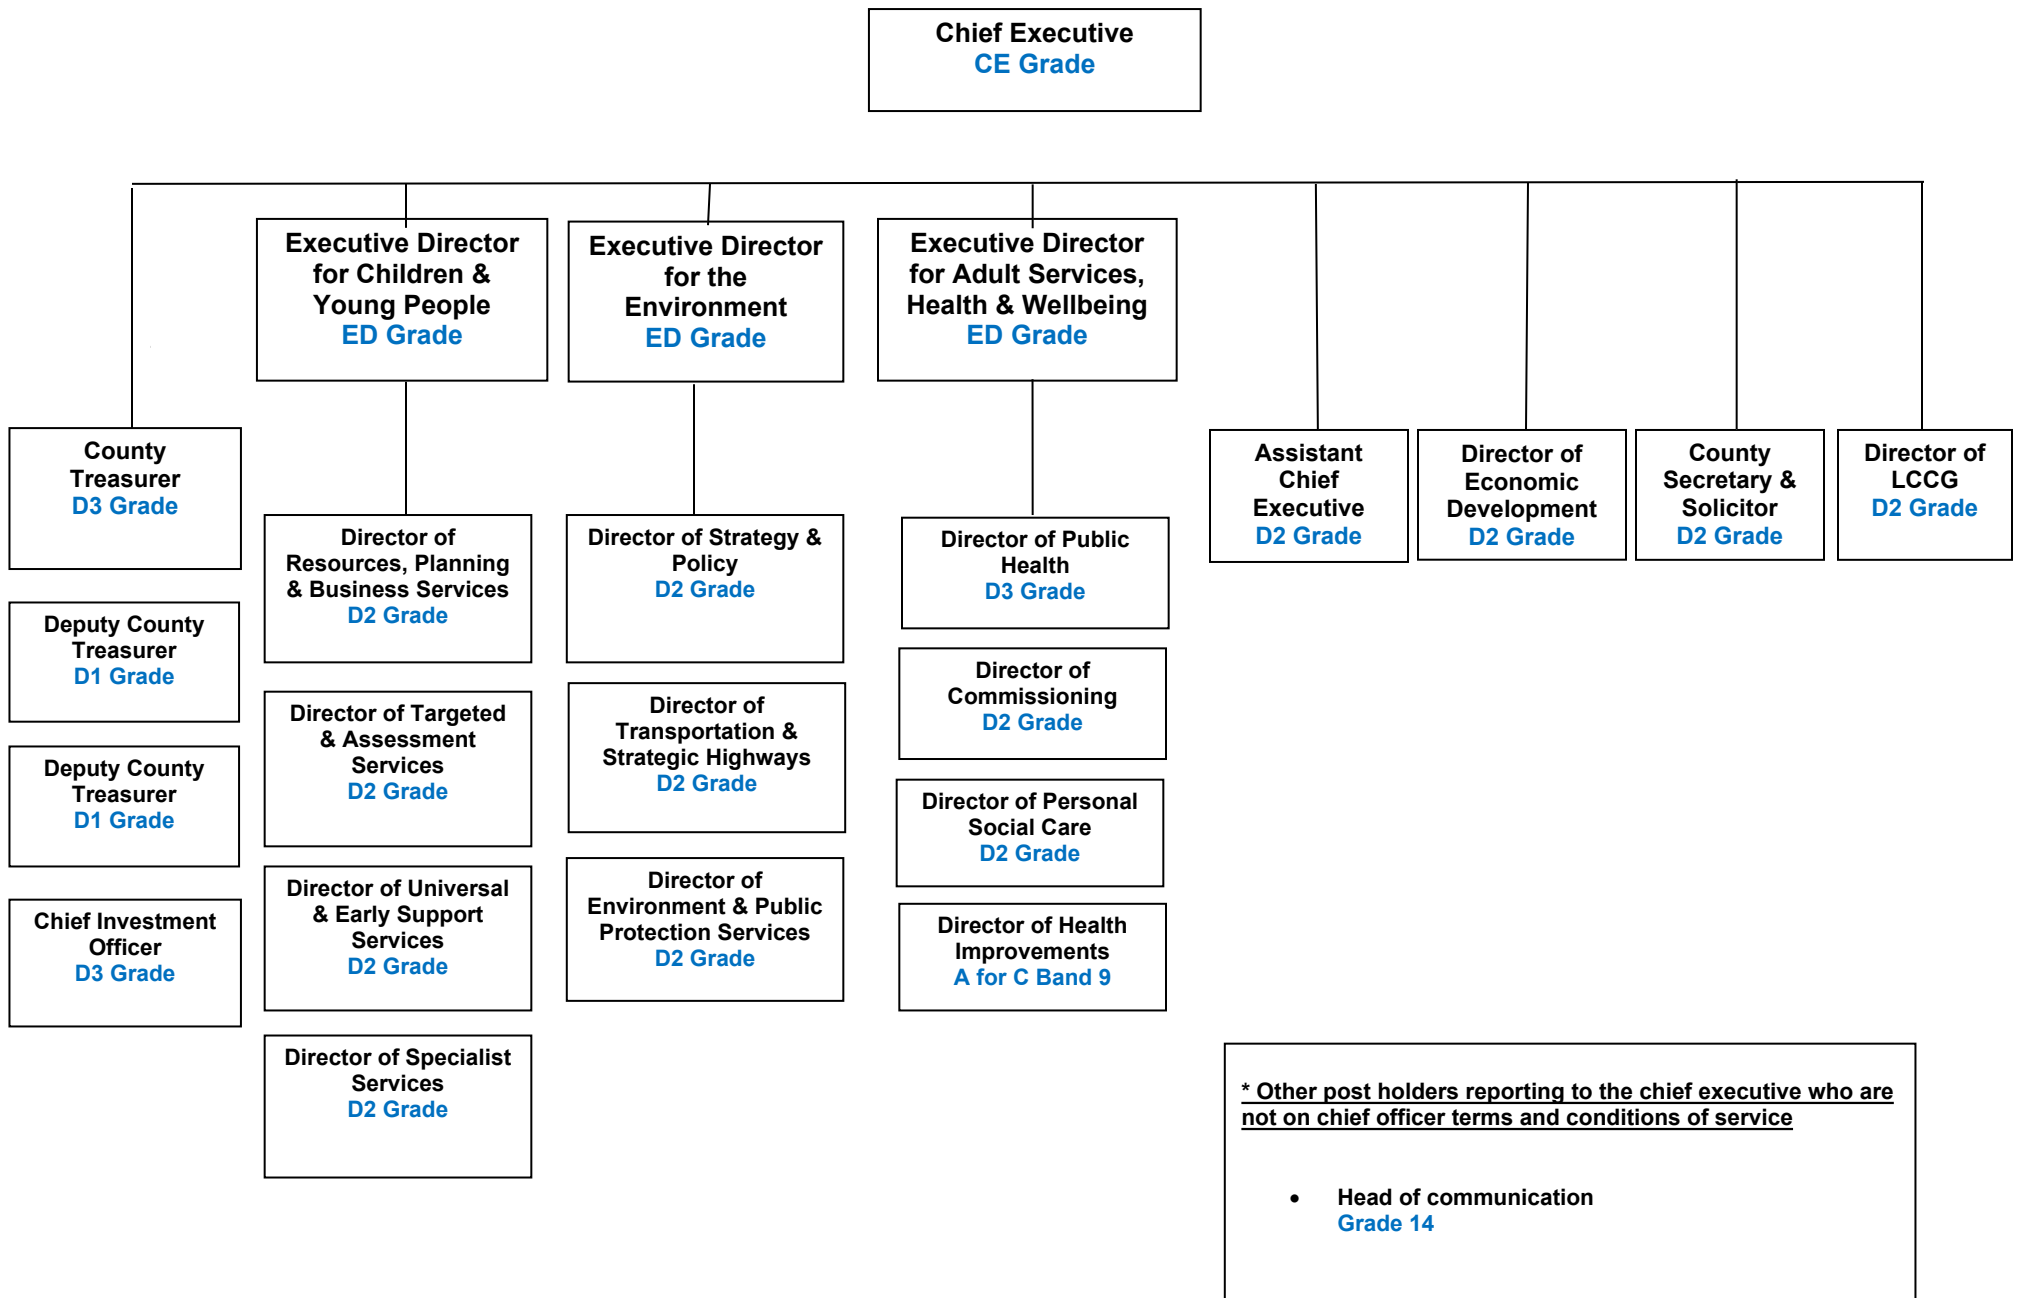 Chief Executive
CE Grade
Executive Director
for Children &
Young People
ED Grade
Executive Director
for the
Environment
ED Grade
Executive Director
for Adult Services,
Health & Wellbeing
ED Grade
County
Treasurer
D3 Grade
Assistant
Chief
Executive
D2 Grade
Director of
Economic
Development
D2 Grade
County
Secretary &
Solicitor
D2 Grade
Director of
LCCG
D2 Grade
Director of
Resources, Planning
& Business Services
D2 Grade
Director of Strategy &
Policy
D2 Grade
Director of Public
Health
D3 Grade
Deputy County
Treasurer
D1 Grade
Director of
Commissioning
D2 Grade
Director of Targeted
& Assessment
Services
D2 Grade
Director of
Transportation &
Strategic Highways
D2 Grade
Deputy County
Treasurer
D1 Grade
Director of Personal
Social Care
D2 Grade
Director of Universal
& Early Support
Services
D2 Grade
Director of
Environment & Public
Protection Services
D2 Grade
Chief Investment
Officer
D3 Grade
Director of Health
Improvements
A for C Band 9
Director of Specialist
Services
D2 Grade
* Other post holders reporting to the chief executive who are
not on chief officer terms and conditions of service
• Head of communication
Grade 14